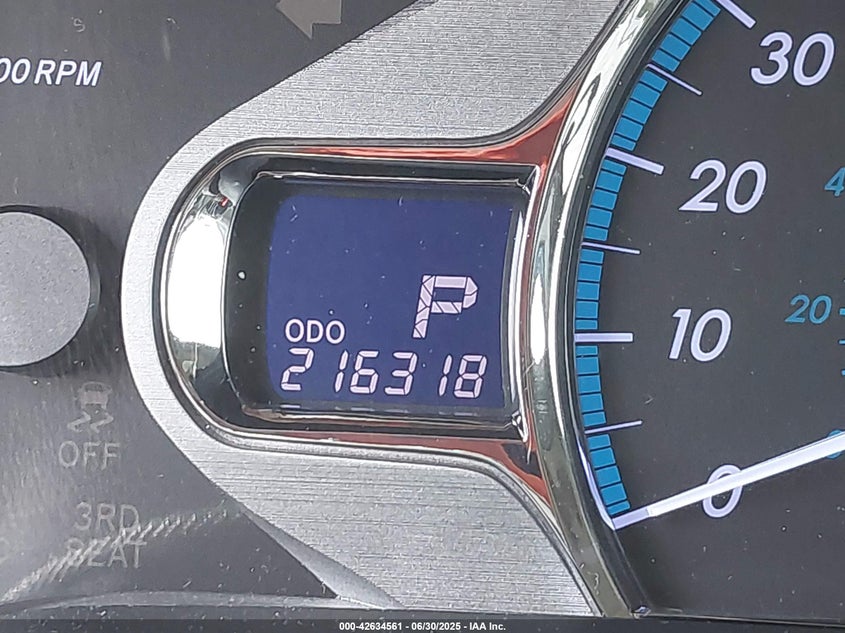 00 RPM
30
20
10
0
20
P
ODO
216318
OFF
3RD
SEAT
000-42634561 - 06/30/2025 - IAA Inc.